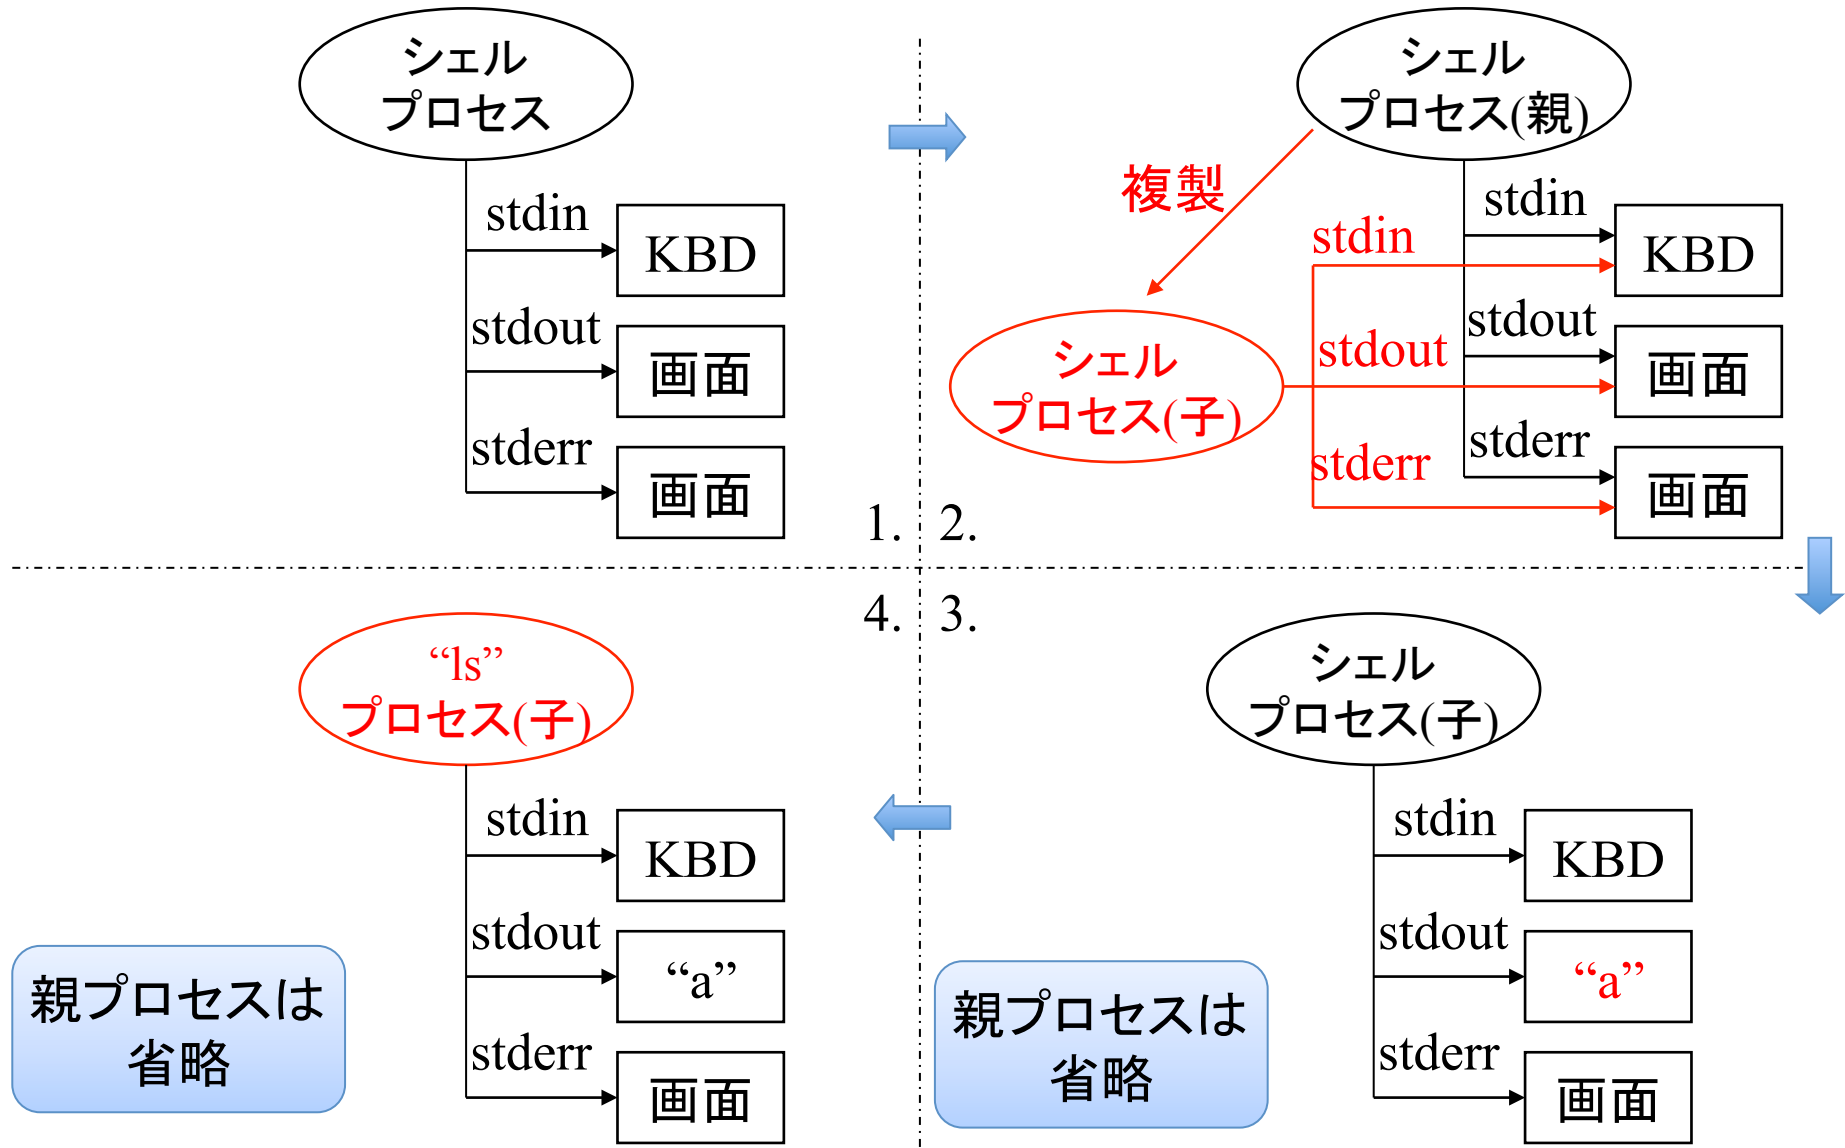 シェル
プロセス
stdin
KBD
stdout
画面
stderr
画面
1.
シェル
プロセス(親)
複製
stdin
stdin
KBD
シェル
プロセス(子)
stdout
stdout
画面
stderr
stderr
画面
2.
3.
シェル
プロセス(子)
stdin
KBD
stdout
“a”
stderr
画面
親プロセスは
省略
4.
“ls”
プロセス(子)
stdin
KBD
stdout
“a”
stderr
画面
親プロセスは
省略